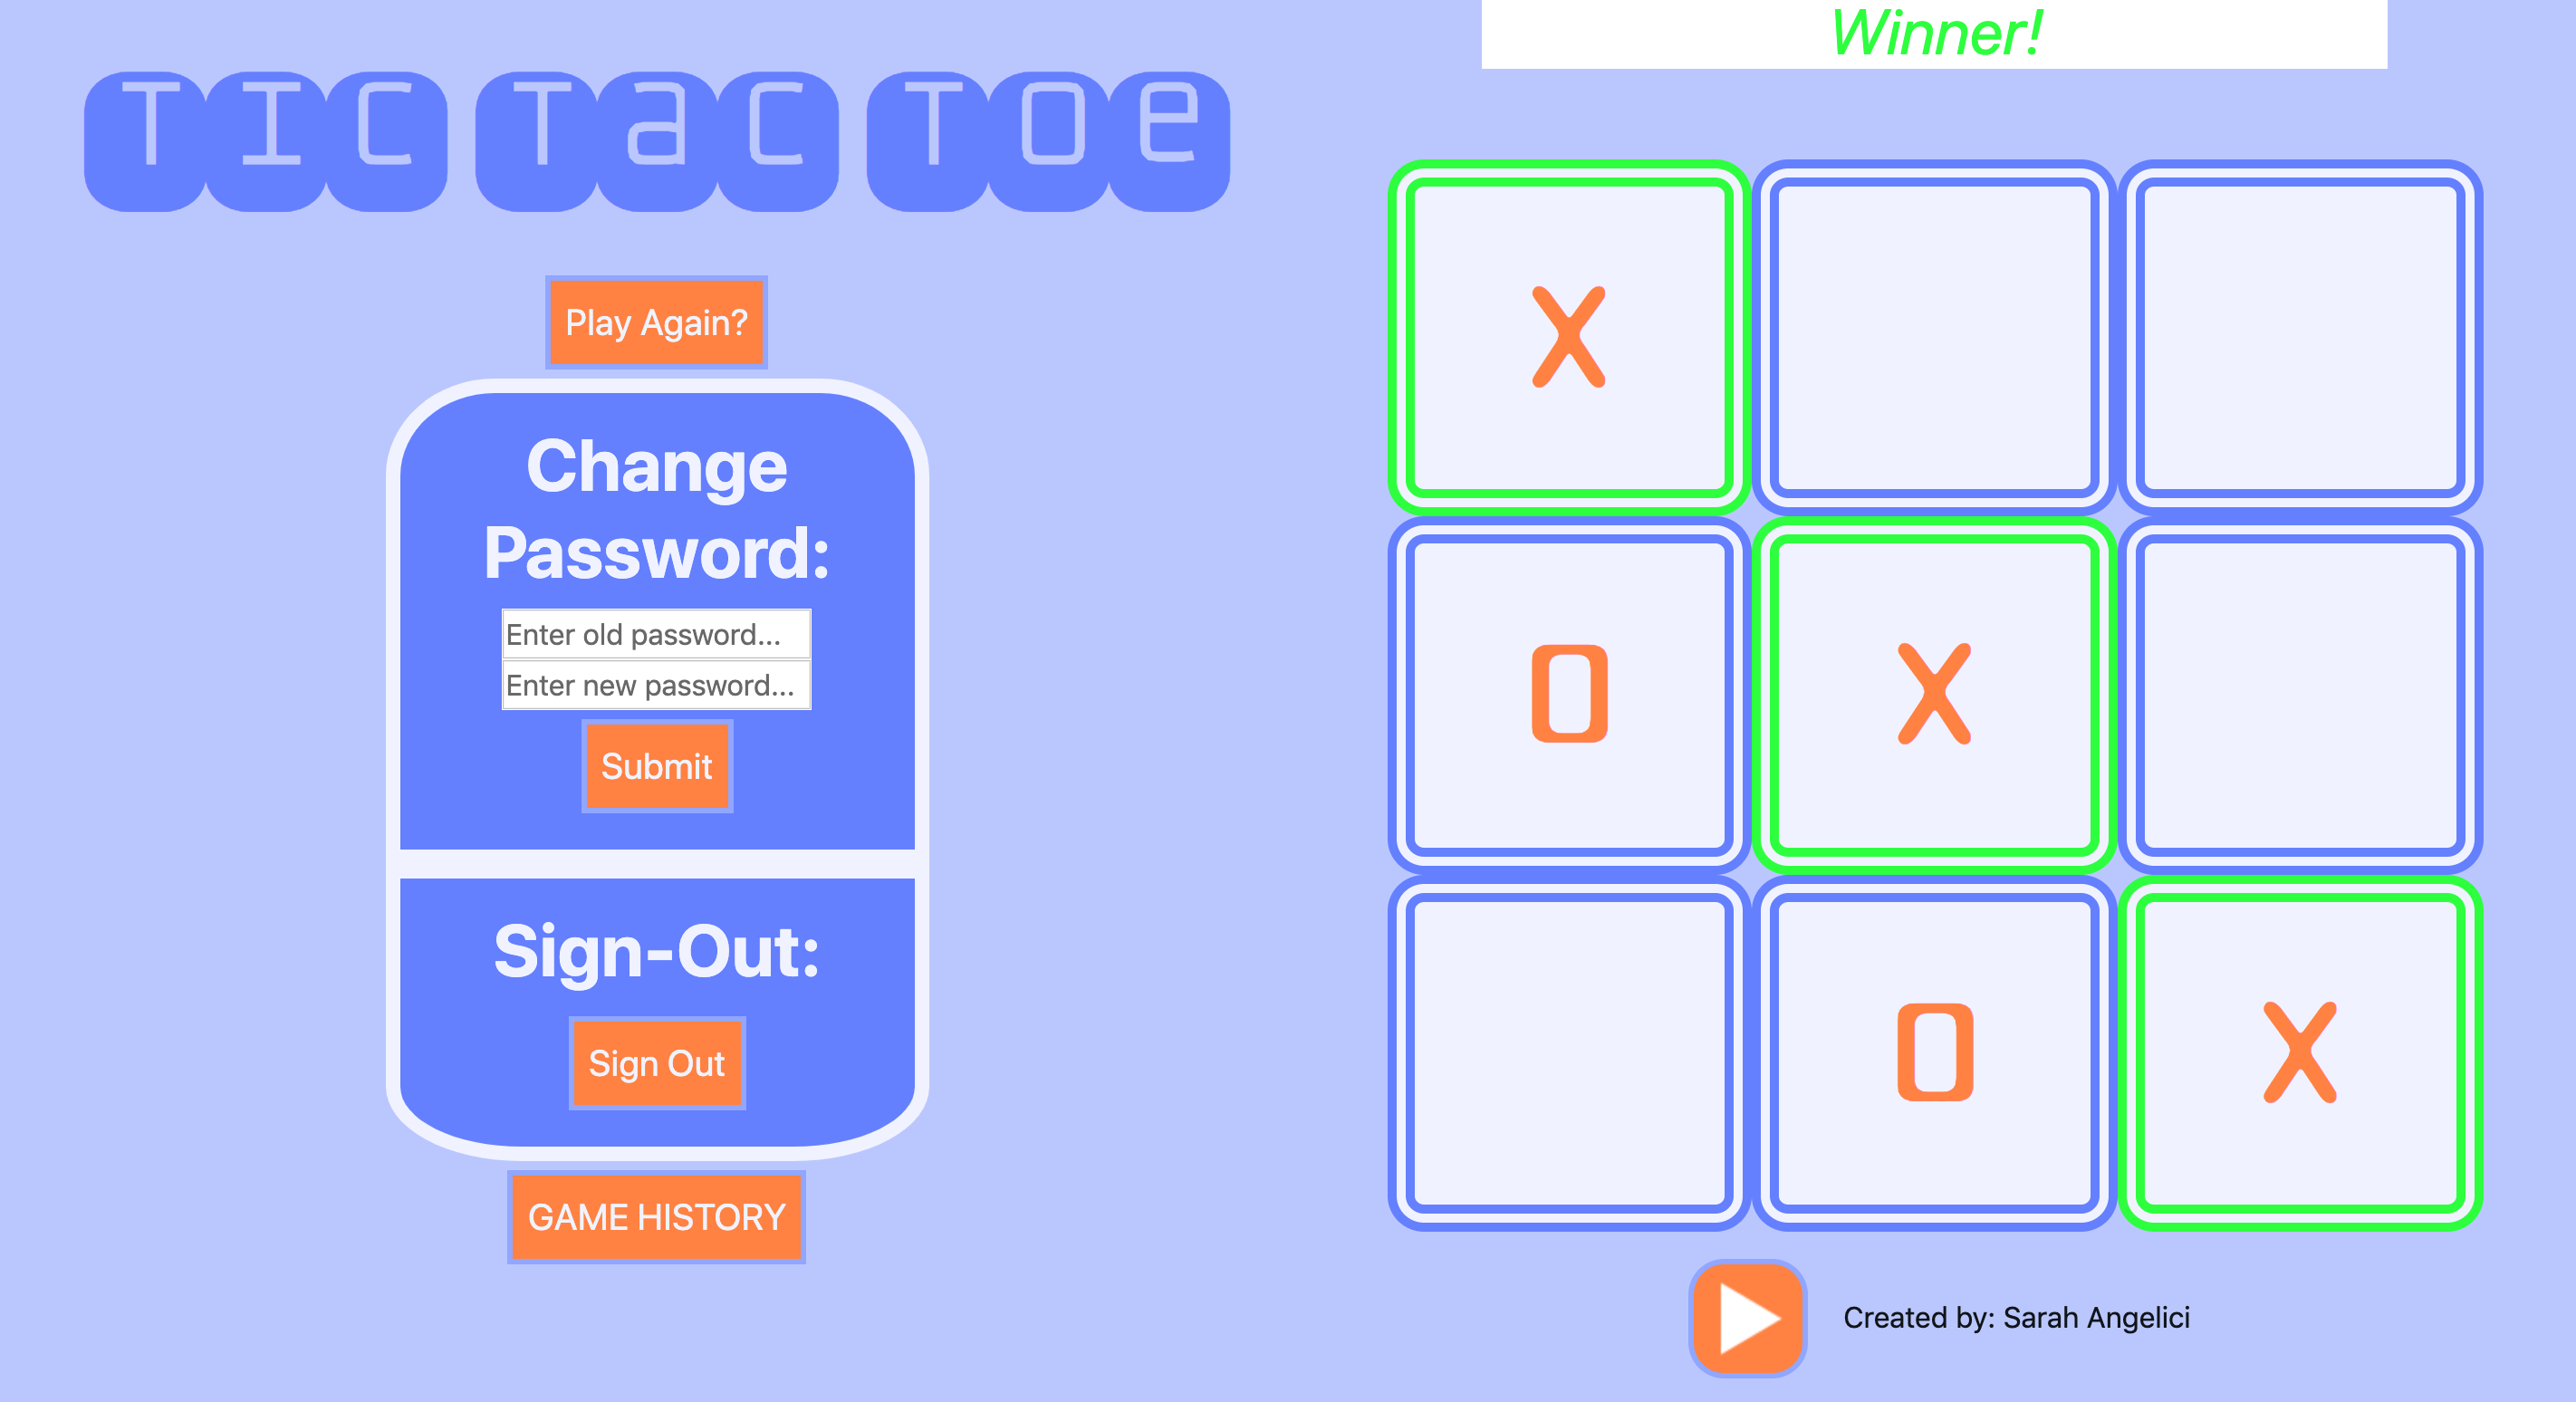 TIC TaC TOe
Play Again?
Change
Password:
Enter old password...
Enter new password...
Submit
Sign-Out:
Sign Out
GAME HISTORY
Winner!
X
O X
O X
Created by: Sarah Angelici